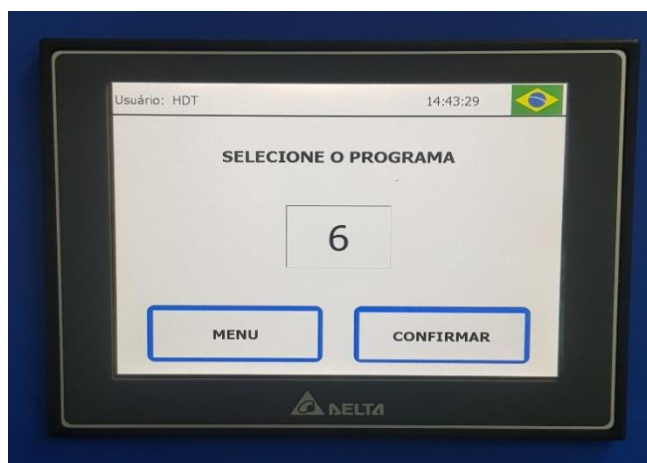 Usuário: HDT 14:43:29
SELECIONE O PROGRAMA
6
MENU CONFIRMAR
DELTA